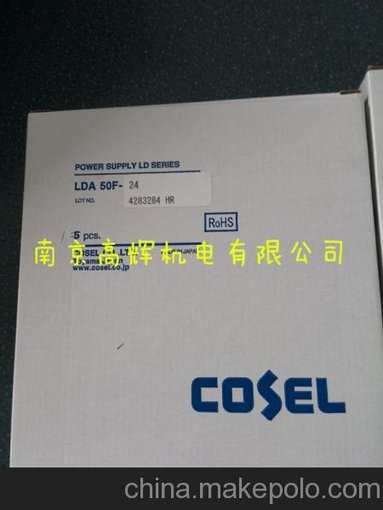 POWER SUPPLY LD SERIES
LDA 50F- 24
LOT NO. 4283284 HR
RoHS
5 pcs.
南京高辉机电有限公司
COSEL
www.cosel.co.jp
COSEL
china.makepolo.com